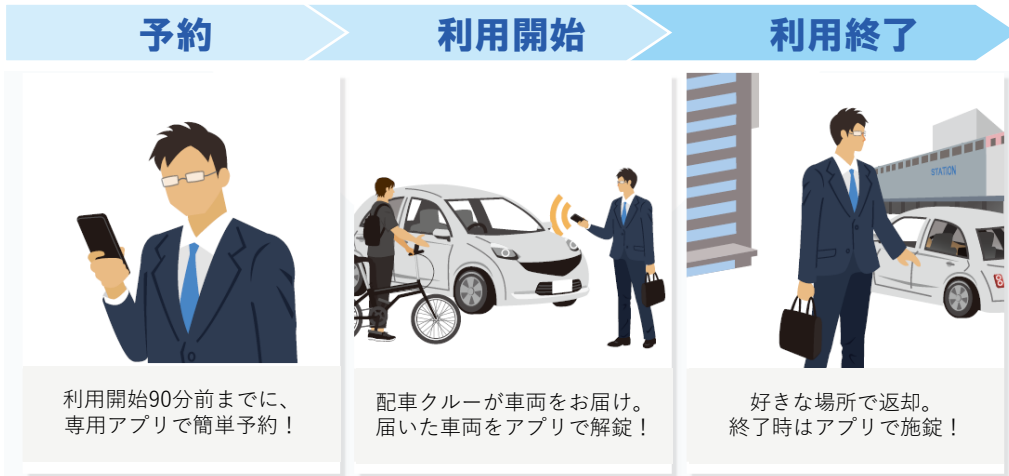 予約
利用開始
利用終了
STATION
利用開始90分前までに、
専用アプリで簡単予約！
配車クルーが車両をお届け。
届いた車両をアプリで解錠！
好きな場所で返却。
終了時はアプリで施錠！